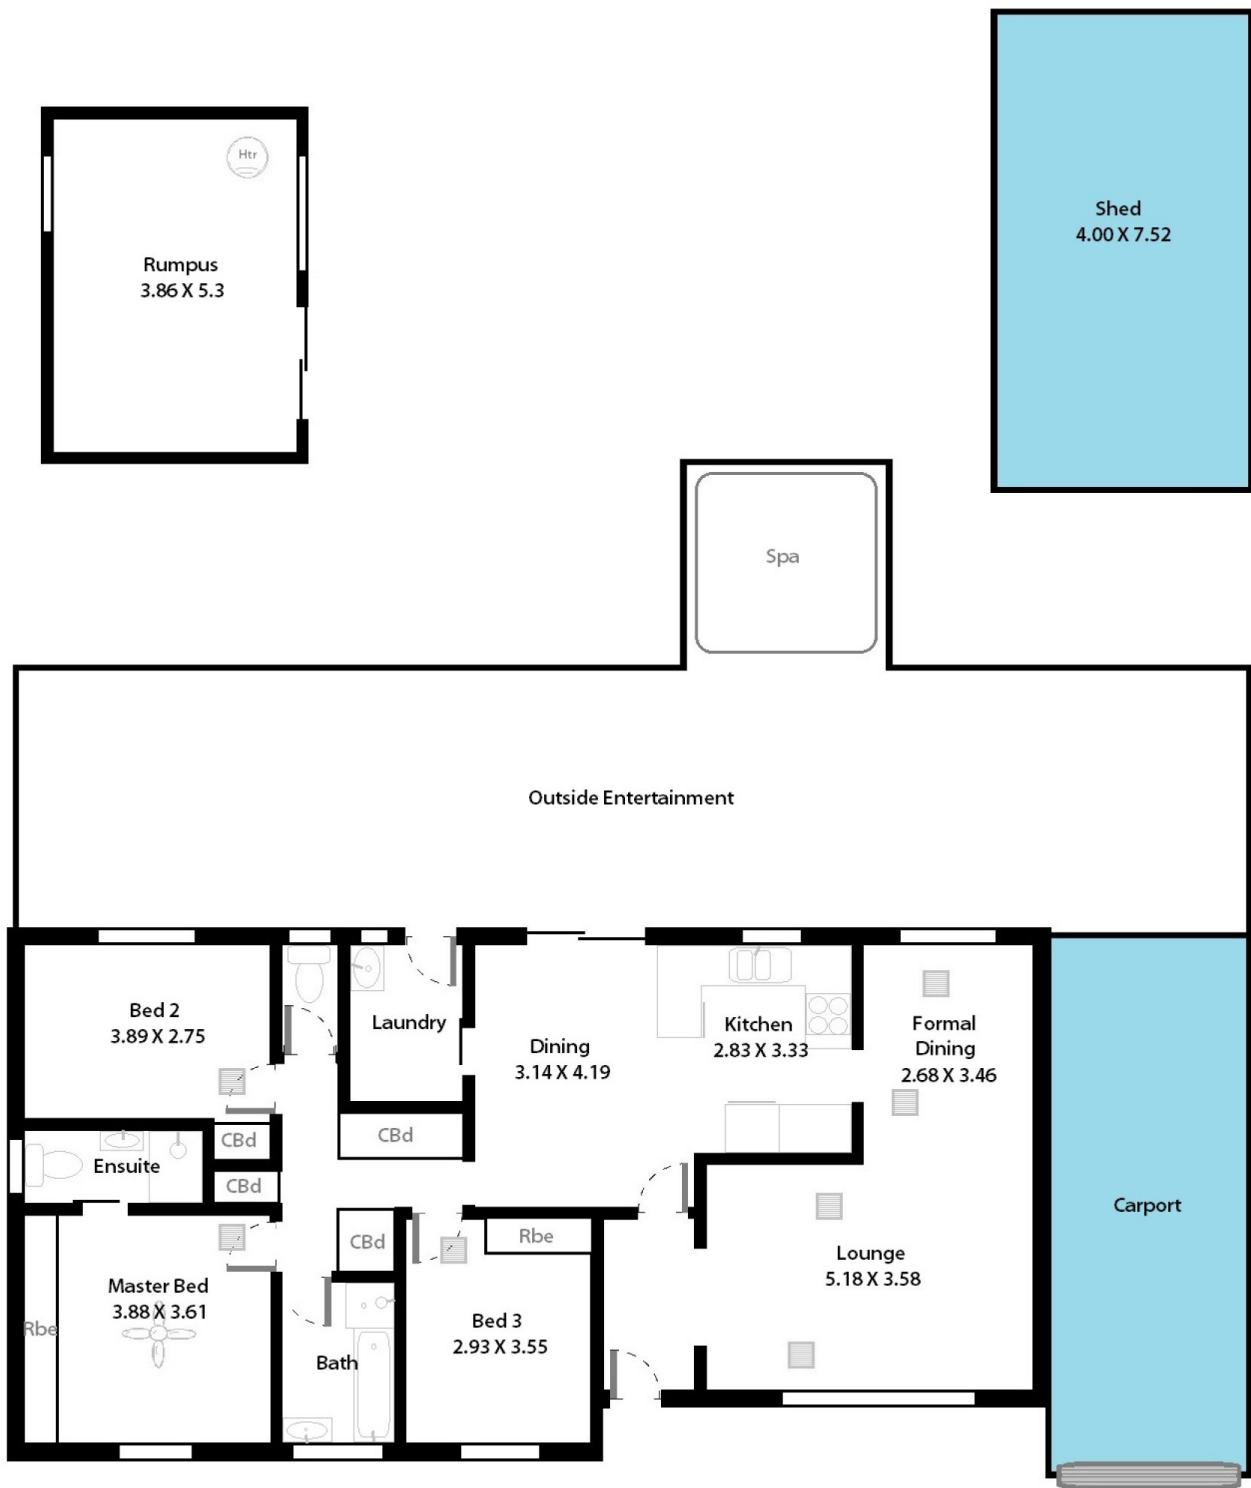 Htr
Shed
4.00 X 7.52
Rumpus
3.86 X 5.3
Spa
Outside Entertainment
Bed 2
3.89 X 2.75
Laundry
Dining
3.14 X 4.19
Kitchen
2.83 X 3.33
Formal
Dining
2.68 X 3.46
CBd
CBd
Ensuite
CBd
Carport
CBd
Rbe
Lounge
5.18 X 3.58
Master Bed
3.88 X 3.61
Rbe
Bed 3
2.93 X 3.55
Bath